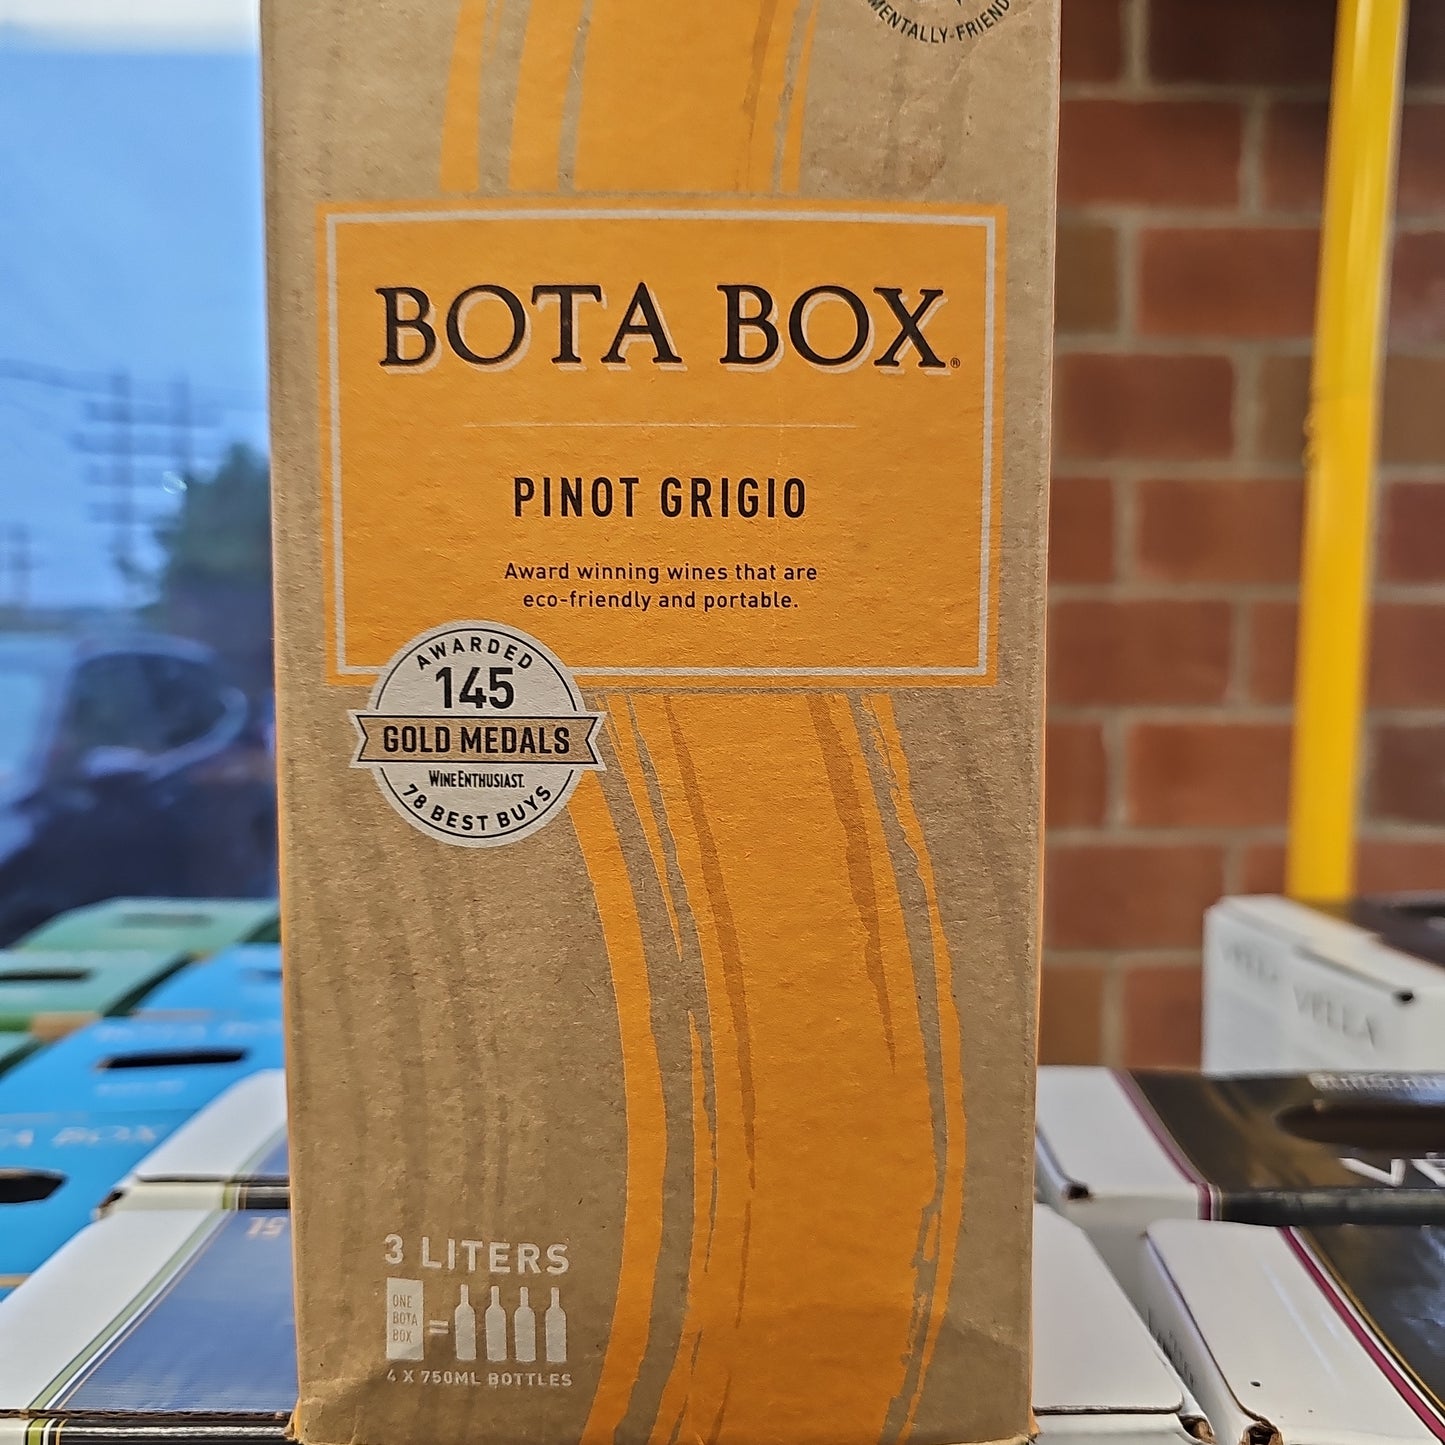 MENTALLY-FRIEND
BOTA BOX®
PINOT GRIGIO
Award winning wines that are
eco-friendly and portable.
AWARDED
145
GOLD MEDALS
WINE ENTHUSIAST.
78 BEST BUYS
3 LITERS
ONE
BOTA
BOX
=
4 X 750ML BOTTLES
5L
VELLA